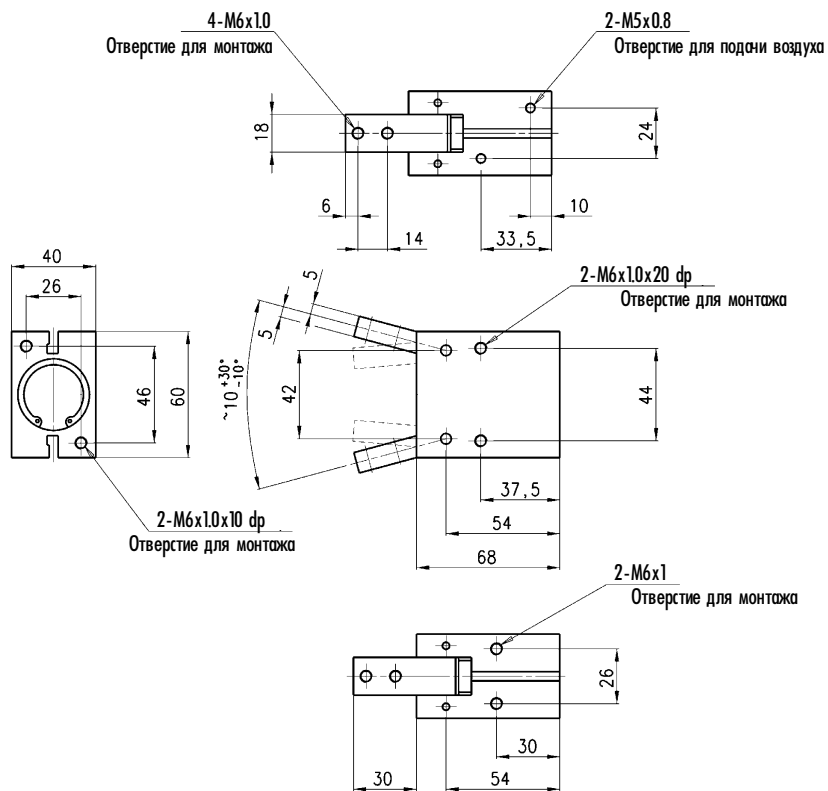 4-M6x1.0
Отверстие для монтажа
2-M5x0.8
Отверстие для подачи воздуха
18
24
6
14
33,5
10
40
26
46
60
2-M6x1.0x10 dp
Отверстие для монтажа
5
5
~10 +30° -10°
42
2-M6x1.0x20 dp
Отверстие для монтажа
44
37,5
54
68
2-M6x1
Отверстие для монтажа
26
30
30
54